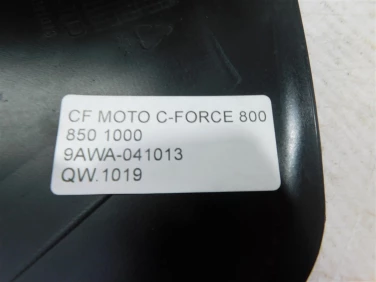 CF MOTO C-FORCE 800
850 1000
9AWA-041013
QW.1019